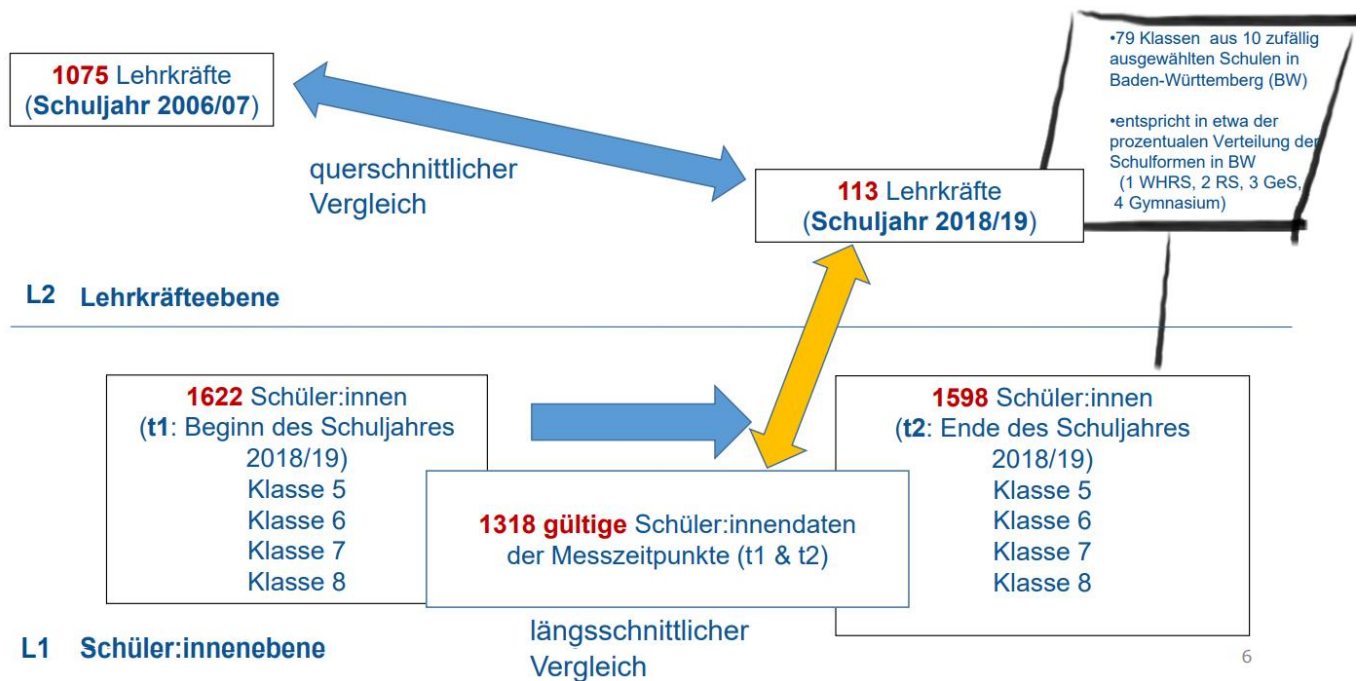 1075 Lehrkräfte
(Schuljahr 2006/07)
querschnittlicher
Vergleich
•79 Klassen aus 10 zufällig
ausgewählten Schulen in
Baden-Württemberg (BW)
•entspricht in etwa der
prozentualen Verteilung der
Schulformen in BW
(1 WHRS, 2 RS, 3 GeS,
4 Gymnasium)
113 Lehrkräfte
(Schuljahr 2018/19)
L2 Lehrkräfteebene
1622 Schüler:innen
(t1: Beginn des Schuljahres
2018/19)
Klasse 5
Klasse 6
Klasse 7
Klasse 8
1318 gültige Schüler:innendaten
der Messzeitpunkte (t1 & t2)
1598 Schüler:innen
(t2: Ende des Schuljahres
2018/19)
Klasse 5
Klasse 6
Klasse 7
Klasse 8
längsschnittlicher
Vergleich
L1 Schüler:innenebene
6